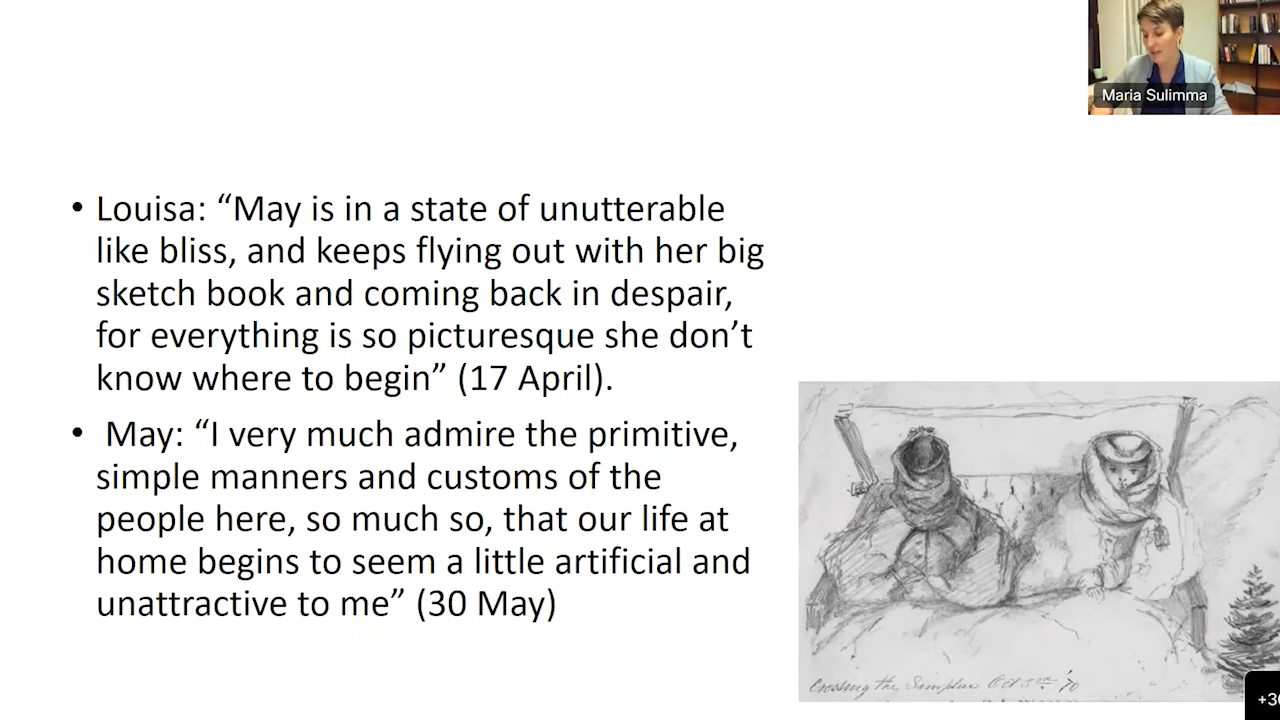 Maria Sulimma
• Louisa: “May is in a state of unutterable
like bliss, and keeps flying out with her big
sketch book and coming back in despair,
for everything is so picturesque she don’t
know where to begin” (17 April).
• May: “I very much admire the primitive,
simple manners and customs of the
people here, so much so, that our life at
home begins to seem a little artificial and
unattractive to me” (30 May)
Crossing the Simplon Oct '70